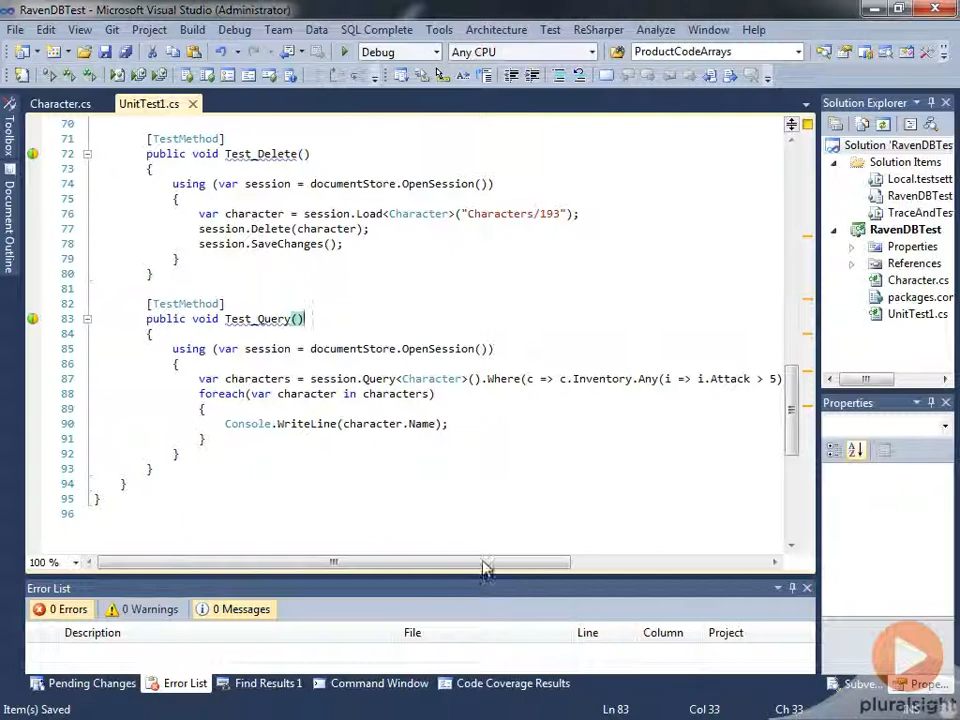 RavenDBTest - Microsoft Visual Studio (Administrator)
File Edit View Git Project Build Debug Team Data SQL Complete Tools Architecture Test ReSharper Analyze Window Help
Debug Any CPU ProductCodeArrays
Toolbox
Document Outline
Character.cs UnitTest1.cs
70
71 [TestMethod]
72 public void Test_Delete()
73 {
74 using (var session = documentStore.OpenSession())
75 {
76 var character = session.Load<Character>("Characters/193");
77 session.Delete(character);
78 session.SaveChanges();
79 }
80 }
81
82 [TestMethod]
83 public void Test_Query()
84 {
85 using (var session = documentStore.OpenSession())
86 {
87 var characters = session.Query<Character>().Where(c => c.Inventory.Any(i => i.Attack > 5)
88 foreach(var character in characters)
89 {
90 Console.WriteLine(character.Name);
91 }
92 }
93 }
94 }
95 }
96
100 %
Solution Explorer
Solution 'RavenDBTes
Solution Items
Local.testsett
RavenDBTest
TraceAndTe
RavenDBTest
Properties
References
Character.cs
packages.cor
UnitTest1.cs
Properties
Error List
0 Errors 0 Warnings 0 Messages
Description File Line Column Project
Pending Changes Error List Find Results 1 Command Window Code Coverage Results
Subve... Prope...
pluralsight
Item(s) Saved Ln 83 Col 33 Ch 33 INS